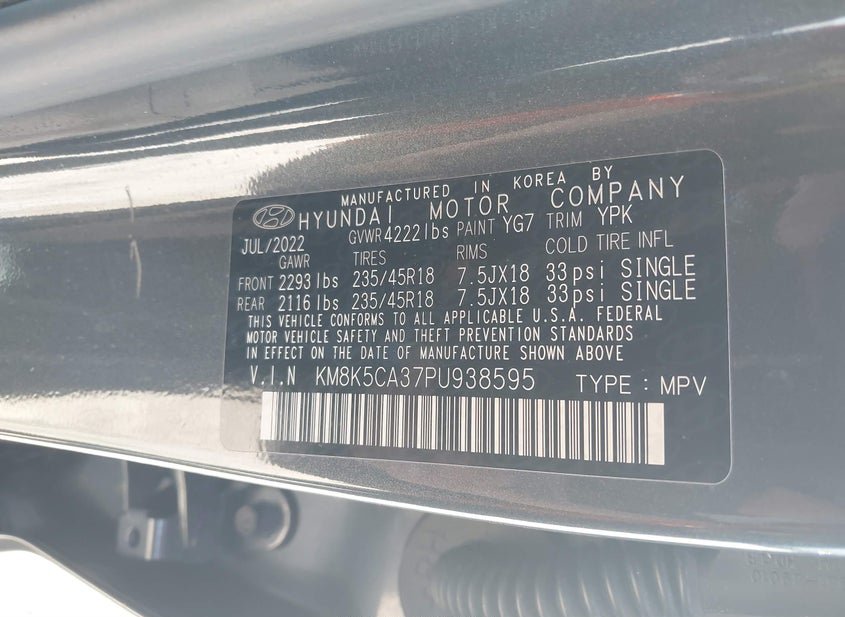 MANUFACTURED IN KOREA BY
HYUNDAI MOTOR COMPANY
JUL/2022 GVWR 4222 lbs PAINT YG7 TRIM YPK
GAWR TIRES RIMS COLD TIRE INFL
FRONT 2293 lbs 235/45R18 7.5JX18 33psi SINGLE
REAR 2116 lbs 235/45R18 7.5JX18 33psi SINGLE
THIS VEHICLE CONFORMS TO ALL APPLICABLE U.S.A. FEDERAL
MOTOR VEHICLE SAFETY AND THEFT PREVENTION STANDARDS
IN EFFECT ON THE DATE OF MANUFACTURE SHOWN ABOVE
V.I.N KM8K5CA37PU938595 TYPE : MPV